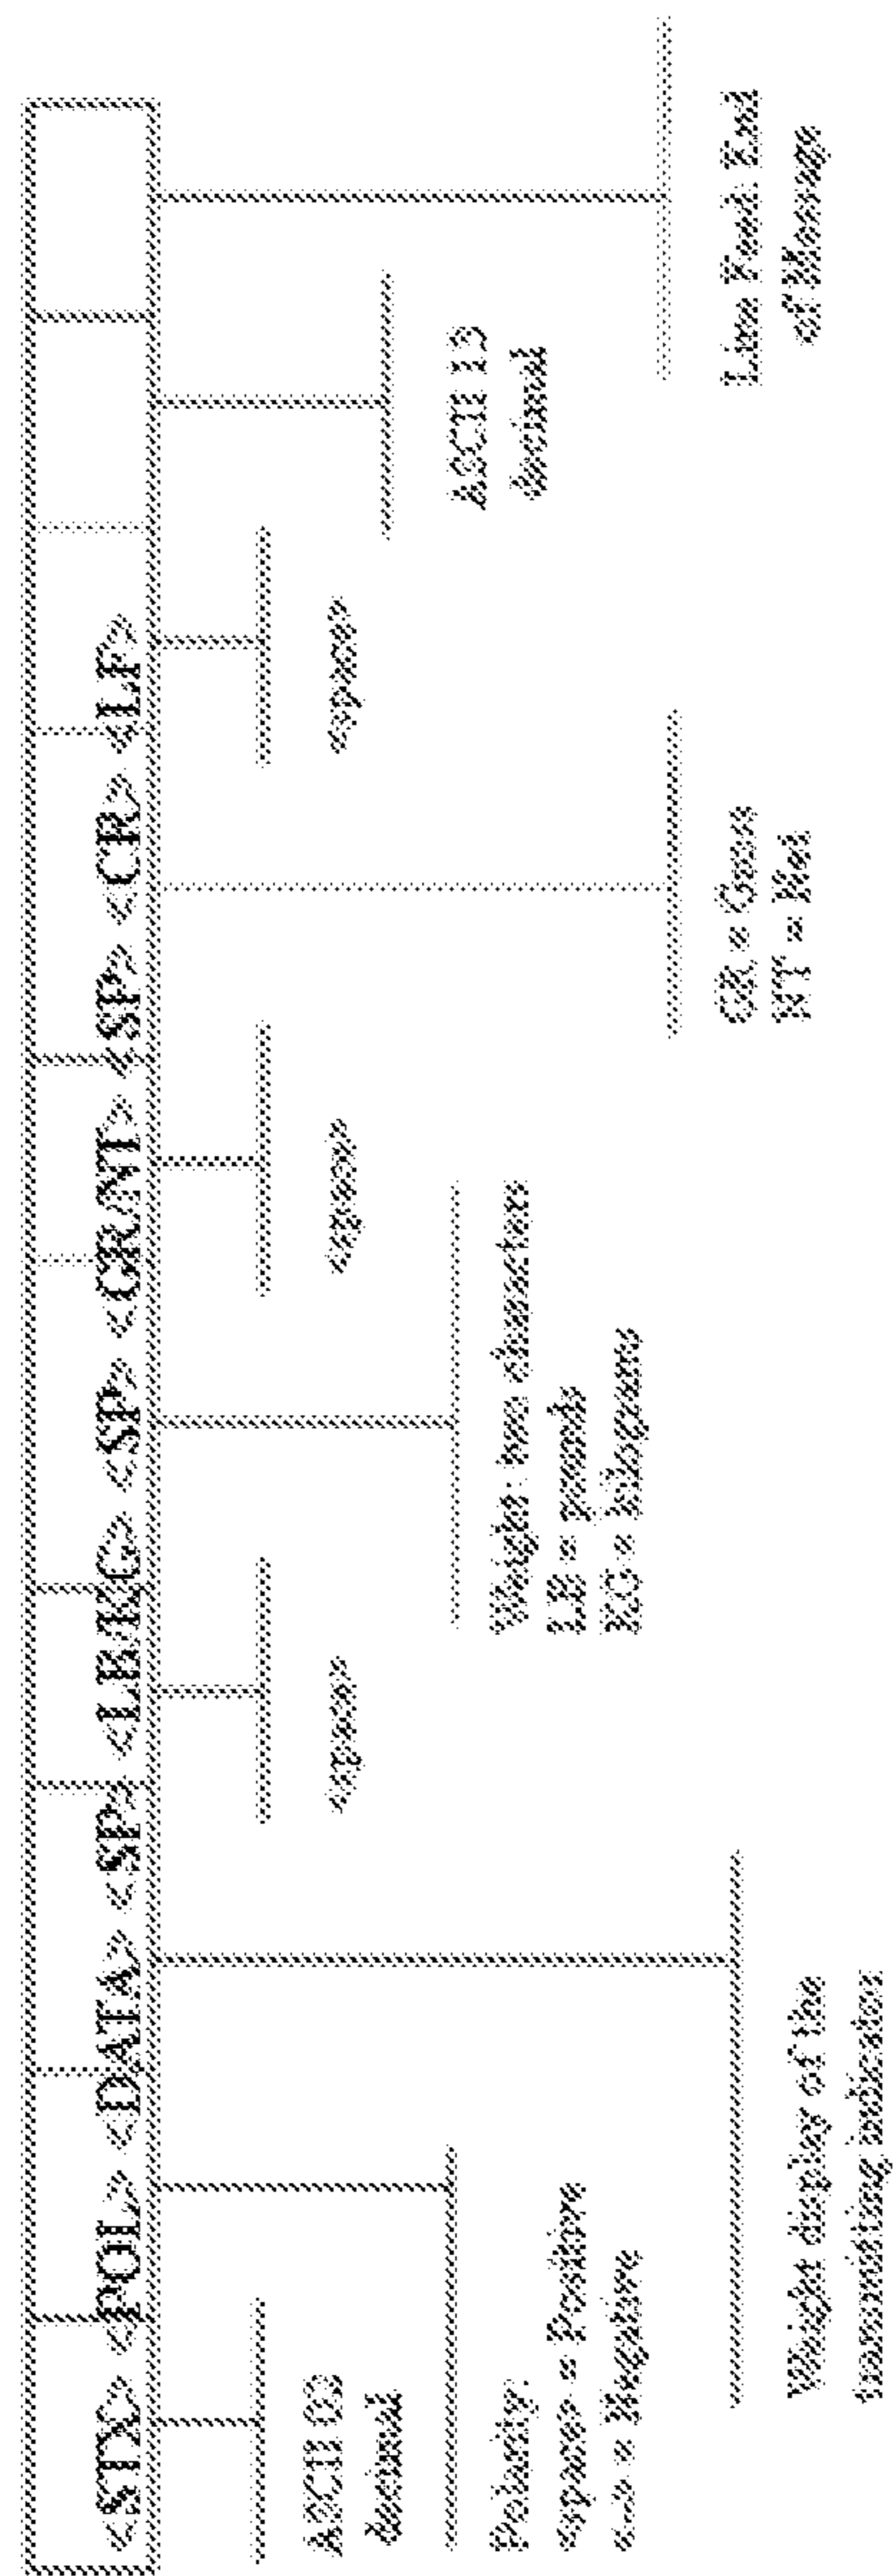 <STX> <POL> <DATA> <SP> <LB/KG> <SP> <GR/NT> <SP> <CR> <LF>
ASCII 02
decimal
Polarity:
<space> = Positive
<-> = Negative
Weight display of the
transmitting indicator
<space>
Weight: two characters
LB = pounds
KG = kilograms
<space>
GR = Gross
NT = Net
<space>
ASCII 13
decimal
Line Feed: End
of Message